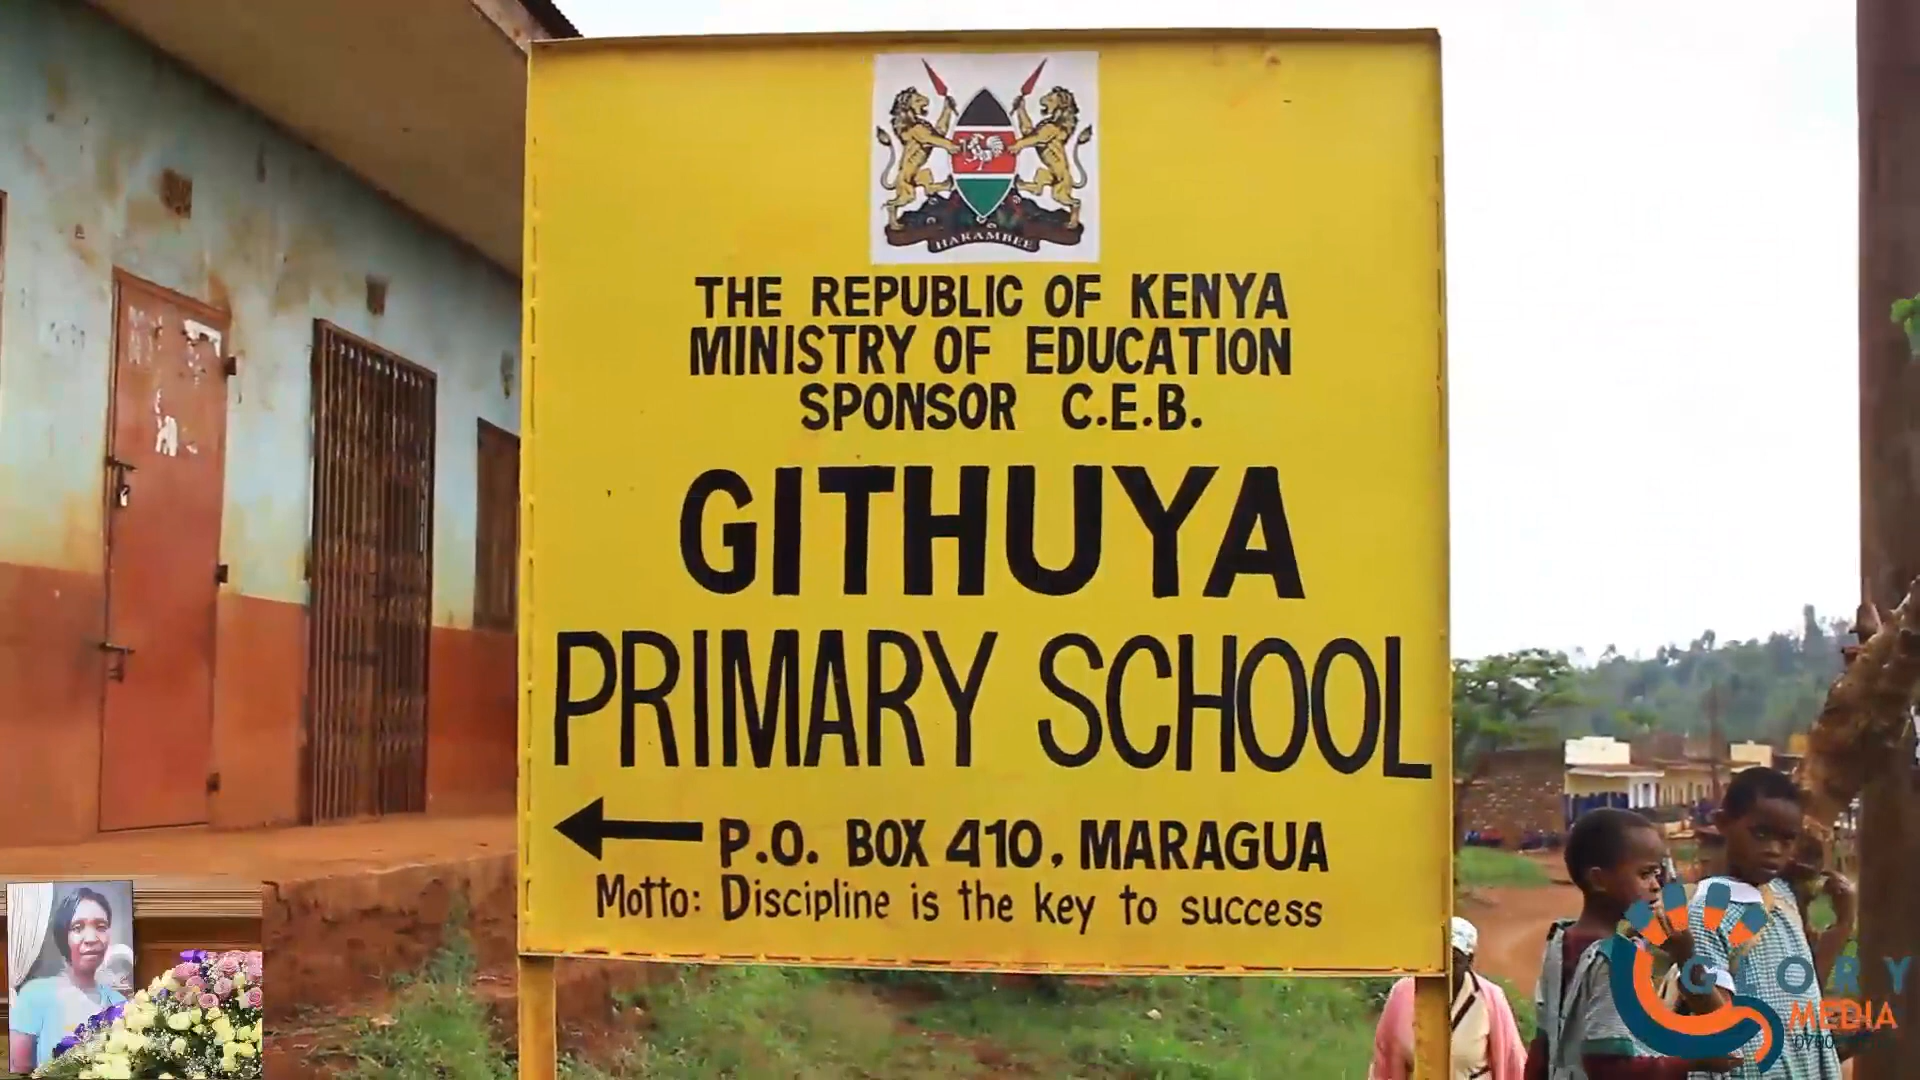 HARAMBEE
THE REPUBLIC OF KENYA
MINISTRY OF EDUCATION
SPONSOR C.E.B.
GITHUYA
PRIMARY SCHOOL
P.O. BOX 410, MARAGUA
Motto: Discipline is the key to success
GLORY
MEDIA